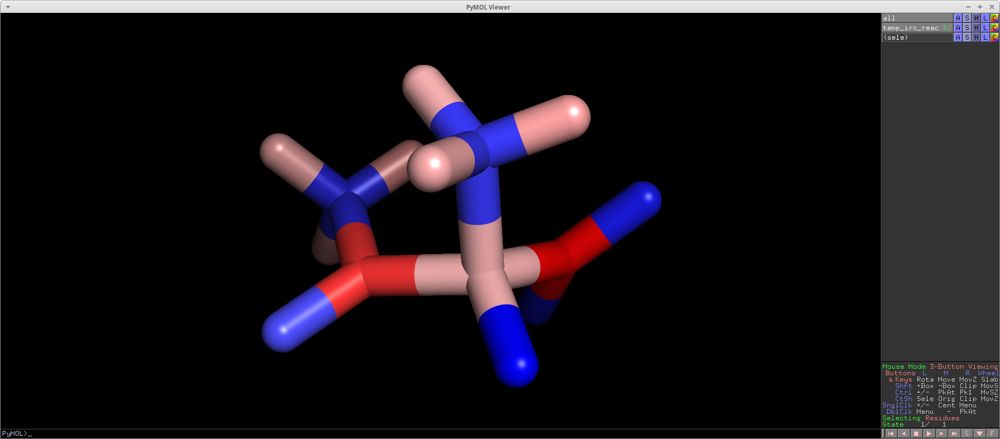 PyMOL Viewer
all A S H L C
temp_irc_reac 1/ A S H L C
(sele) A S H L C
Mouse Mode 3-Button Viewing
Buttons L M R Wheel
& Keys Rota Move MovZ Slab
Shft +Box -Box Clip MovS
Ctrl +/- PkAt Pk1 MvSZ
CtSh Sele Orig Clip MovZ
SnglClk +/- Cent Menu
DblClk Menu - PkAt
Selecting Residues
State 1/ 1
PyMOL>_
S F